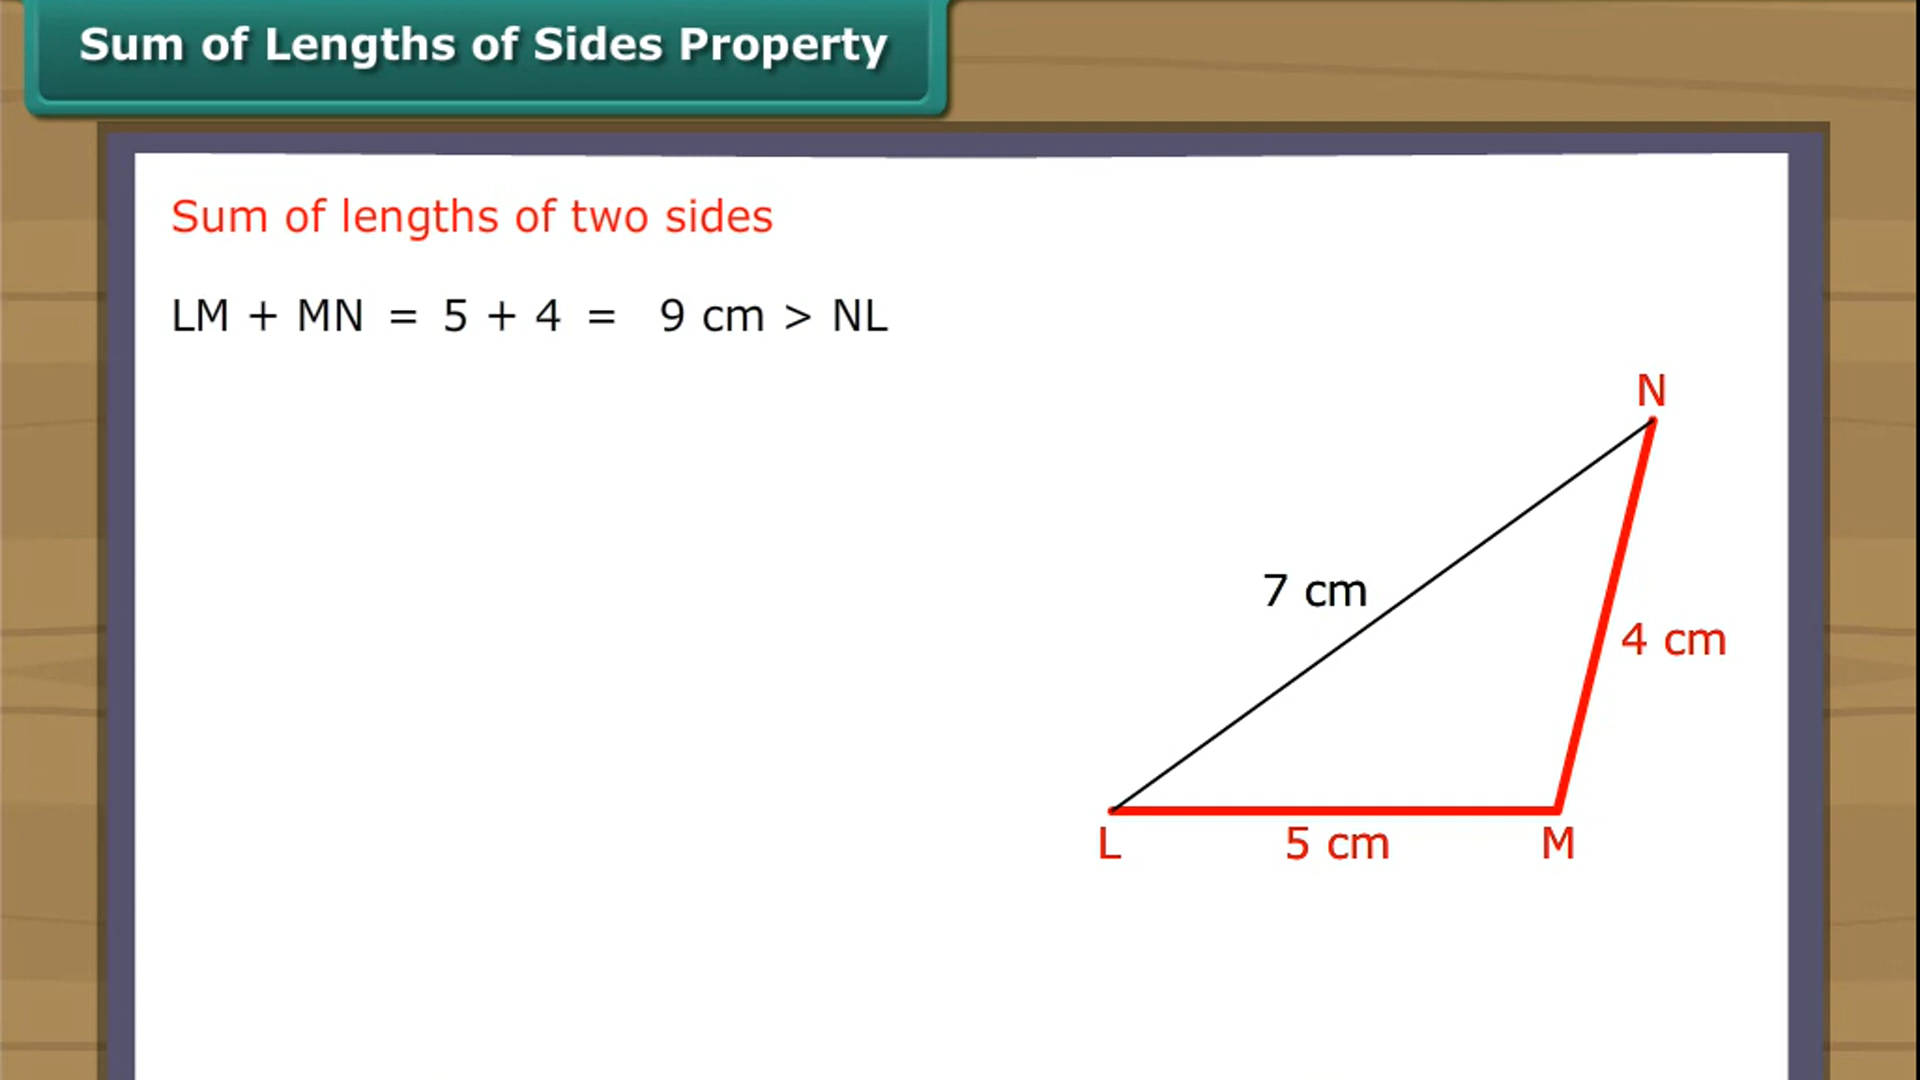 Sum of Lengths of Sides Property
Sum of lengths of two sides
LM + MN = 5 + 4 = 9 cm > NL
N
7 cm
4 cm
L
5 cm
M